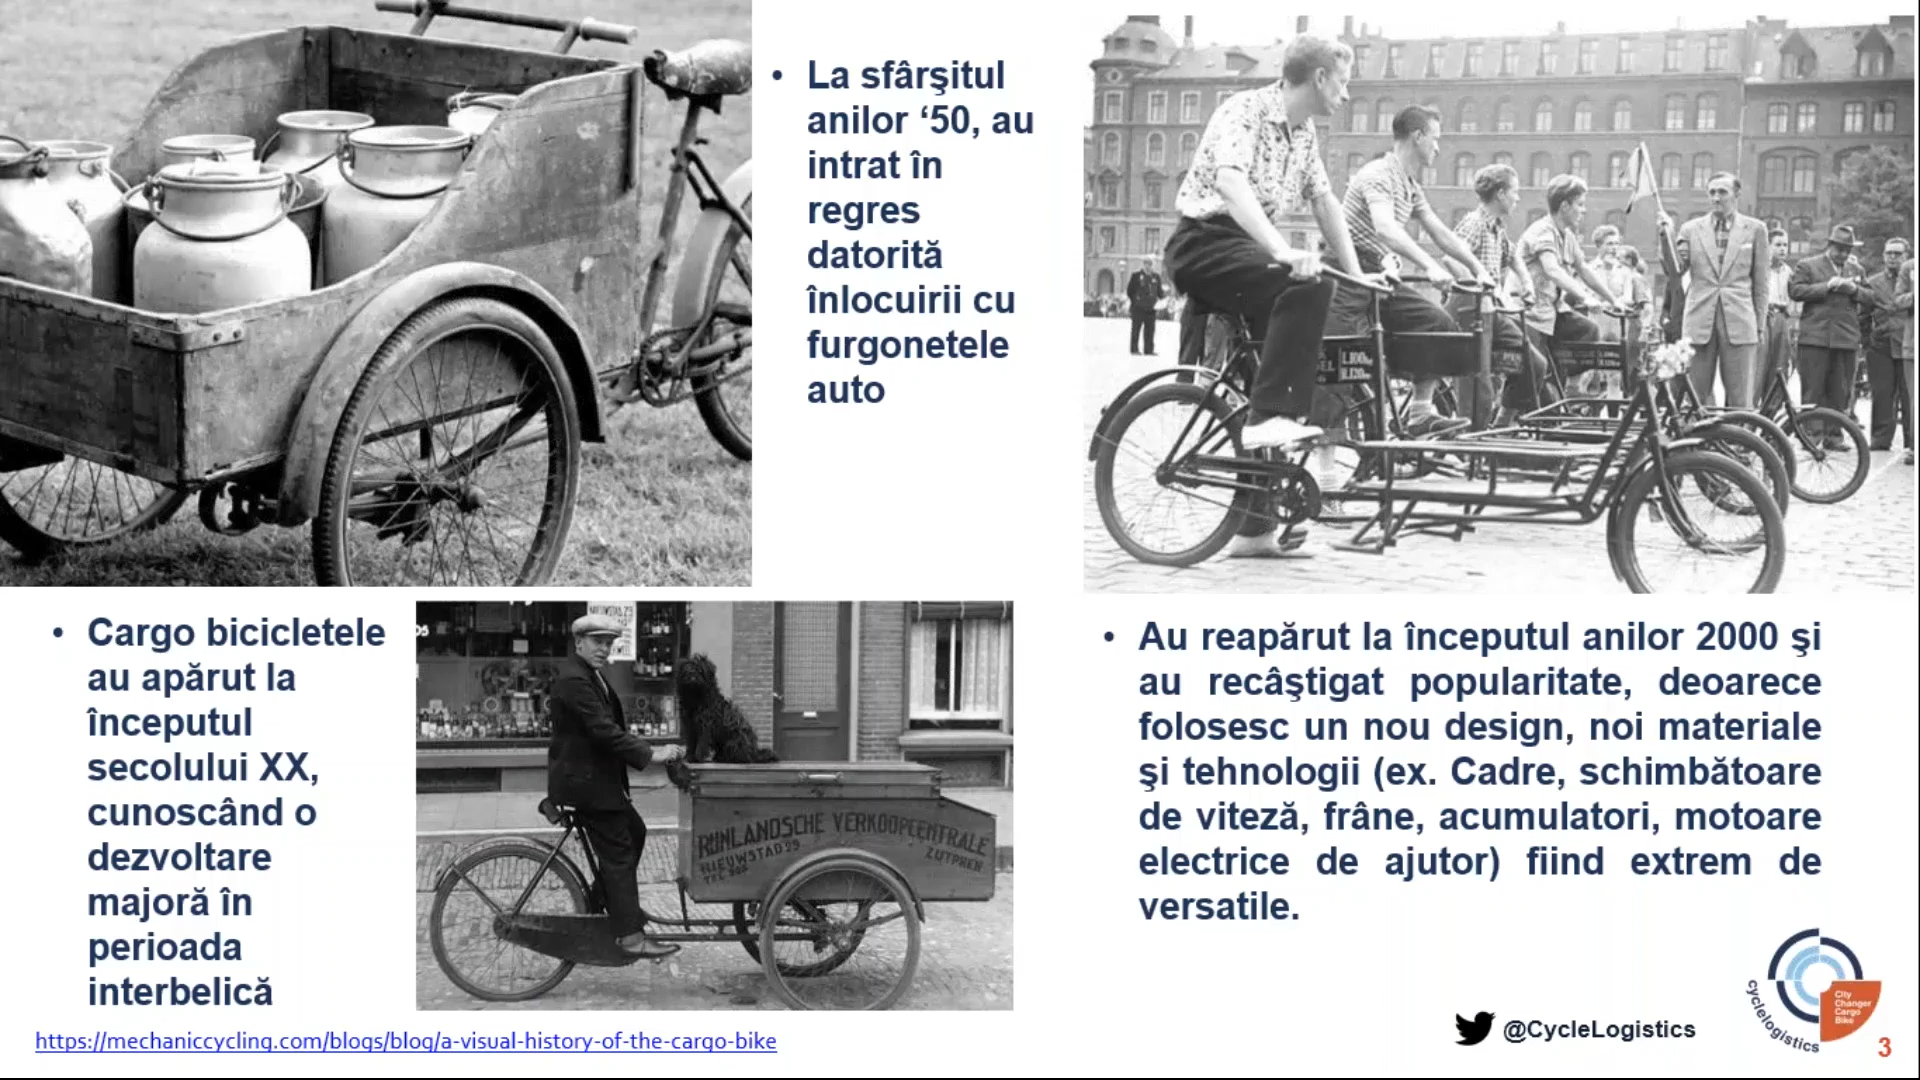 La sfârşitul
anilor ‘50, au
intrat în
regres
datorită
înlocuirii cu
furgonetele
auto
Cargo bicicletele
au apărut la
începutul
secolului XX,
cunoscând o
dezvoltare
majoră în
perioada
interbelică
RIJNLANDSCHE VERKOOPCENTRALE
NIEUWSTAD 29
ZUTPHEN
Au reapărut la începutul anilor 2000 şi
au recâştigat popularitate, deoarece
folosesc un nou design, noi materiale
şi tehnologii (ex. Cadre, schimbătoare
de viteză, frâne, acumulatori, motoare
electrice de ajutor) fiind extrem de
versatile.
https://mechaniccycling.com/blogs/blog/a-visual-history-of-the-cargo-bike
@CycleLogistics
cyclelogistics
City
Changer
Cargo
Bike
3